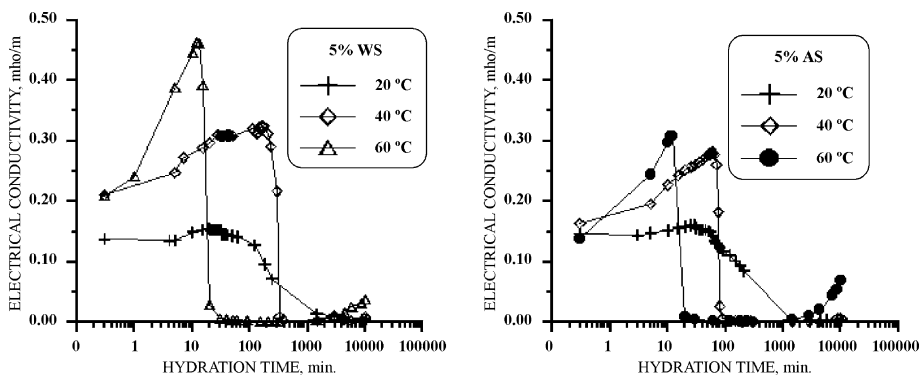 0.50
0.40
0.30
0.20
0.10
0.00
ELECTRICAL CONDUCTIVITY, mho/m
5% WS
20 ºC
40 ºC
60 ºC
0 1 10 100 1000 10000 100000
HYDRATION TIME, min.
0.50
0.40
0.30
0.20
0.10
0.00
ELECTRICAL CONDUCTIVITY, mho/m
5% AS
20 ºC
40 ºC
60 ºC
0 1 10 100 1000 10000 100000
HYDRATION TIME, min.